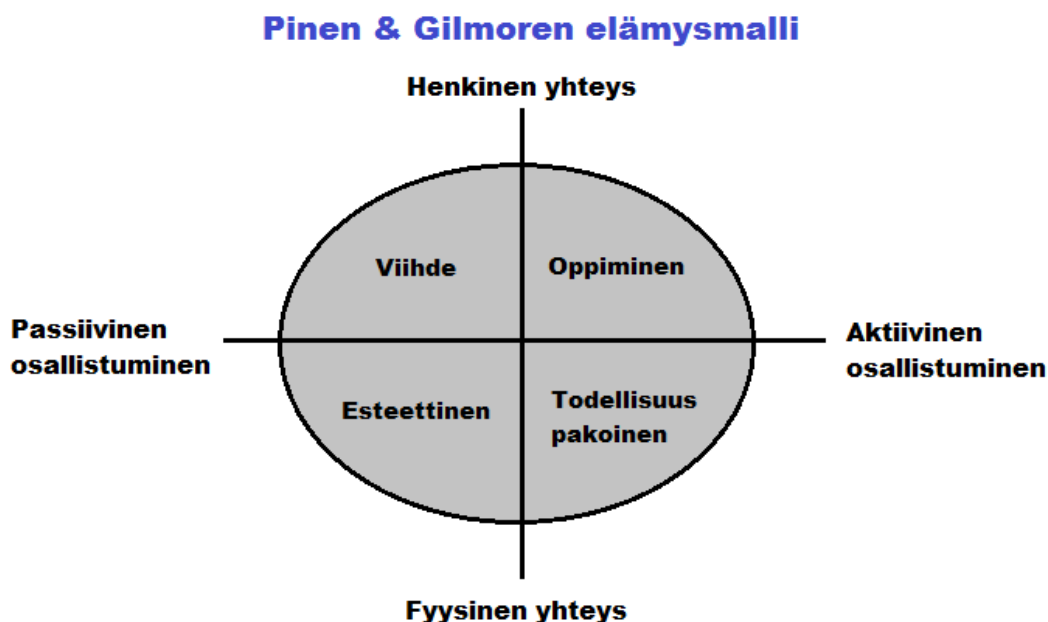 Pinen & Gilmoren elämysmalli
Henkinen yhteys
Viihde
Oppiminen
Passiivinen
osallistuminen
Aktiivinen
osallistuminen
Esteettinen
Todellisuus
pakoinen
Fyysinen yhteys